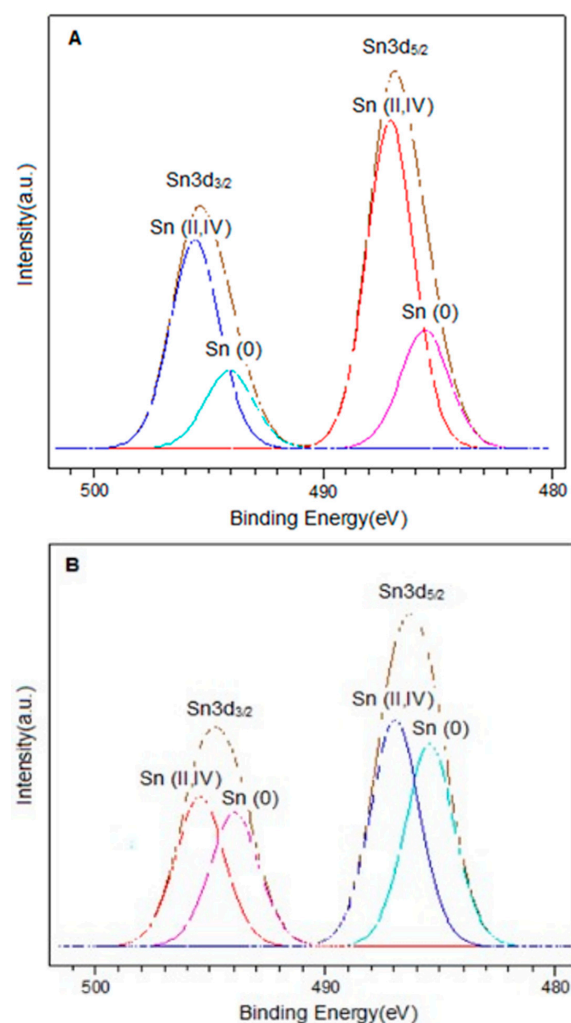 A
Sn3d5/2
Sn (II,IV)
Sn3d3/2
Sn (II,IV)
Sn (0)
Sn (0)
Intensity(a.u.)
500
490
480
Binding Energy(eV)
B
Sn3d5/2
Sn (II,IV)
Sn3d3/2
Sn (0)
Sn (II,IV)
Sn (0)
Intensity(a.u.)
500
490
480
Binding Energy(eV)